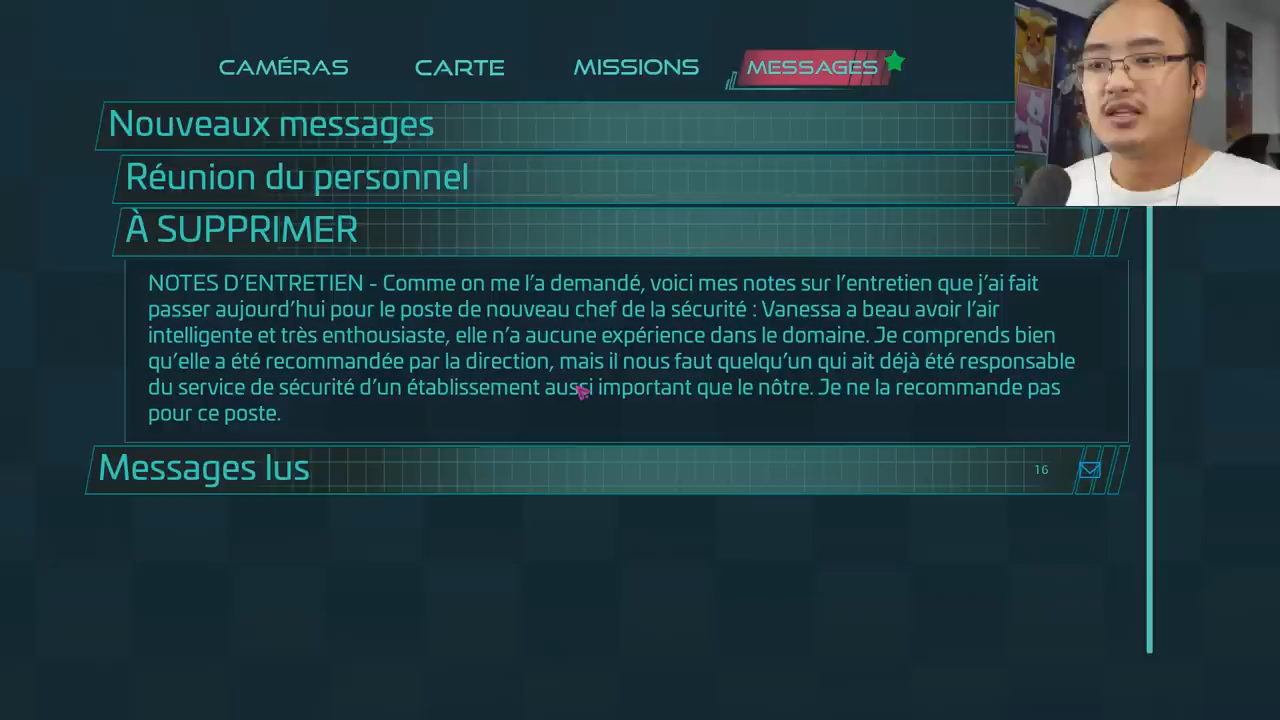 CAMÉRAS CARTE MISSIONS MESSAGES
Nouveaux messages
Réunion du personnel
À SUPPRIMER
NOTES D'ENTRETIEN - Comme on me l'a demandé, voici mes notes sur l'entretien que j'ai fait
passer aujourd'hui pour le poste de nouveau chef de la sécurité : Vanessa a beau avoir l'air
intelligente et très enthousiaste, elle n'a aucune expérience dans le domaine. Je comprends bien
qu'elle a été recommandée par la direction, mais il nous faut quelqu'un qui ait déjà été responsable
du service de sécurité d'un établissement aussi important que le nôtre. Je ne la recommande pas
pour ce poste.
Messages lus 16